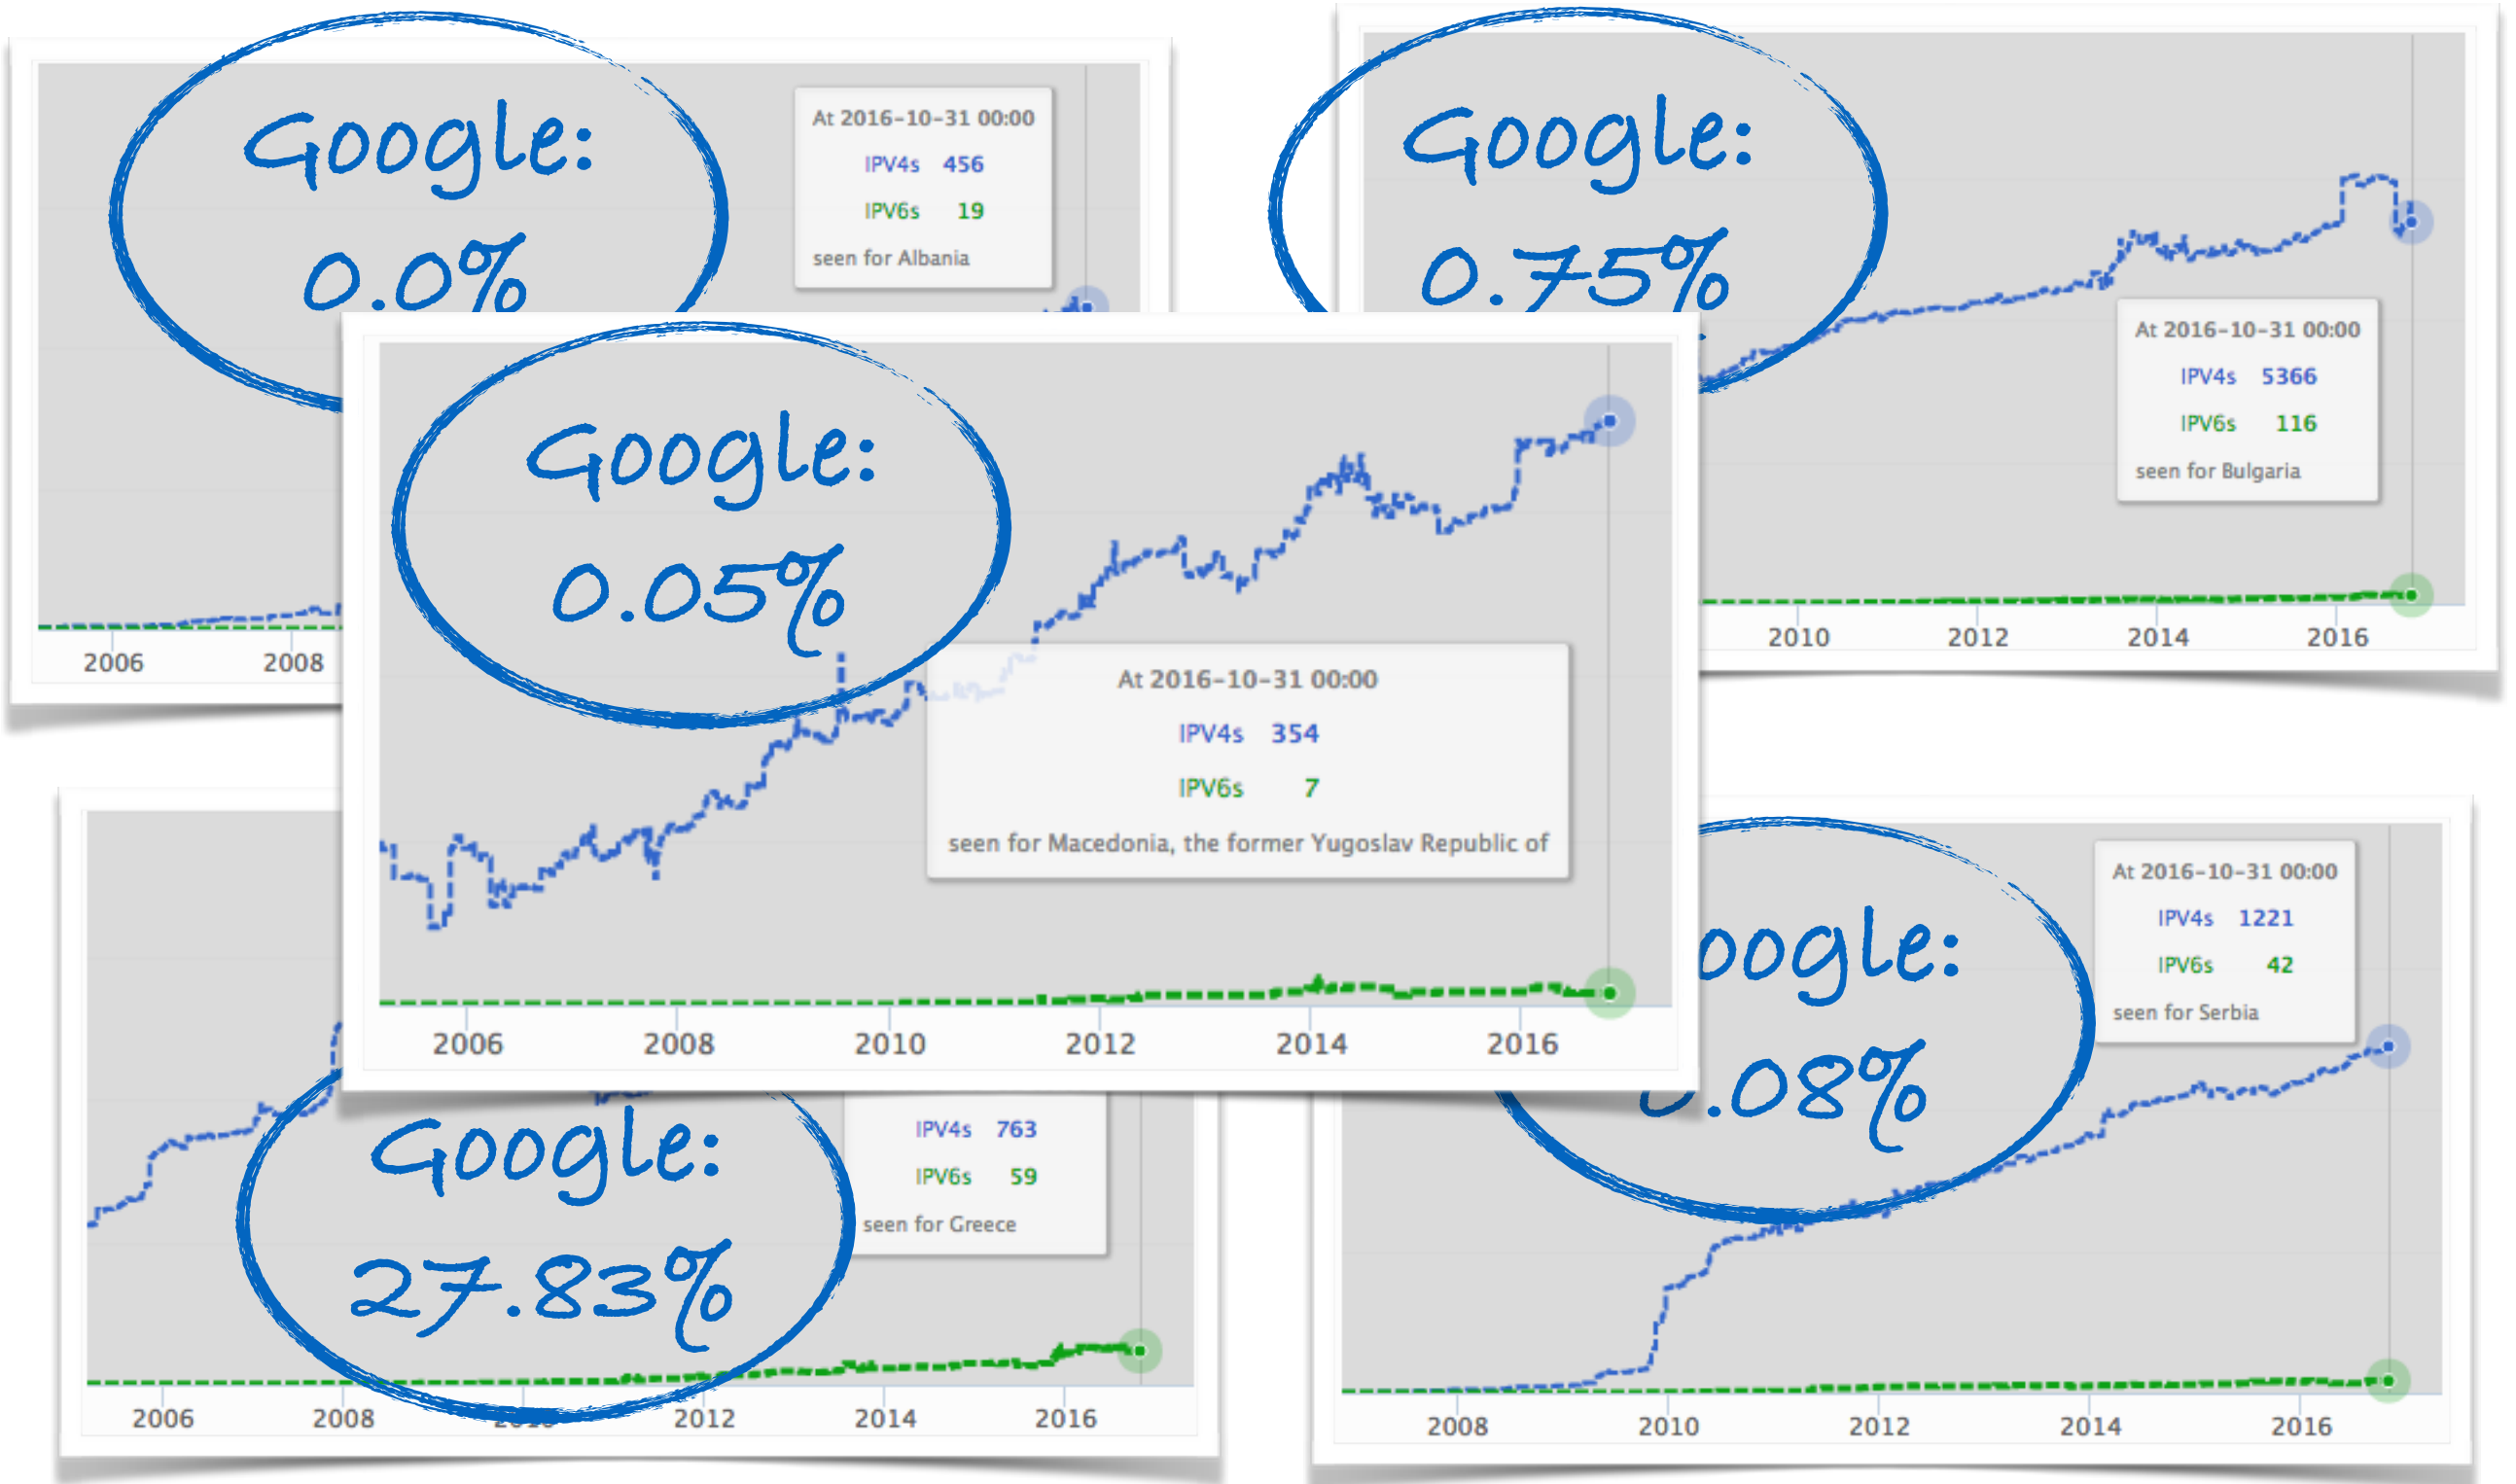 Google:
0.0%
At 2016-10-31 00:00
IPV4s 456
IPV6s 19
seen for Albania
2006 2008
Google:
0.75%
At 2016-10-31 00:00
IPV4s 5366
IPV6s 116
seen for Bulgaria
2010 2012 2014 2016
Google:
0.05%
At 2016-10-31 00:00
IPV4s 354
IPV6s 7
seen for Macedonia, the former Yugoslav Republic of
2006 2008 2010 2012 2014 2016
Google:
27.83%
IPV4s 763
IPV6s 59
seen for Greece
2006 2008 2010 2012 2014 2016
oogle:
0.08%
At 2016-10-31 00:00
IPV4s 1221
IPV6s 42
seen for Serbia
2008 2010 2012 2014 2016